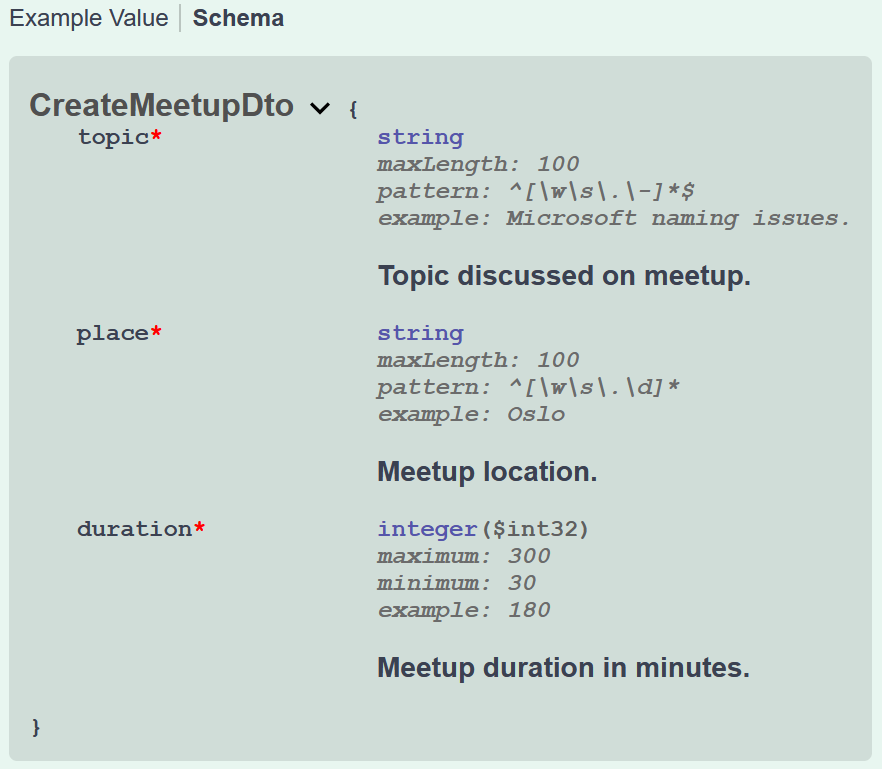 Example Value | Schema
CreateMeetupDto {
topic* string
maxLength: 100
pattern: ^[\w\s\.\-]*$
example: Microsoft naming issues.
Topic discussed on meetup.
place* string
maxLength: 100
pattern: ^[\w\s\.\d]*
example: Oslo
Meetup location.
duration* integer($int32)
maximum: 300
minimum: 30
example: 180
Meetup duration in minutes.
}